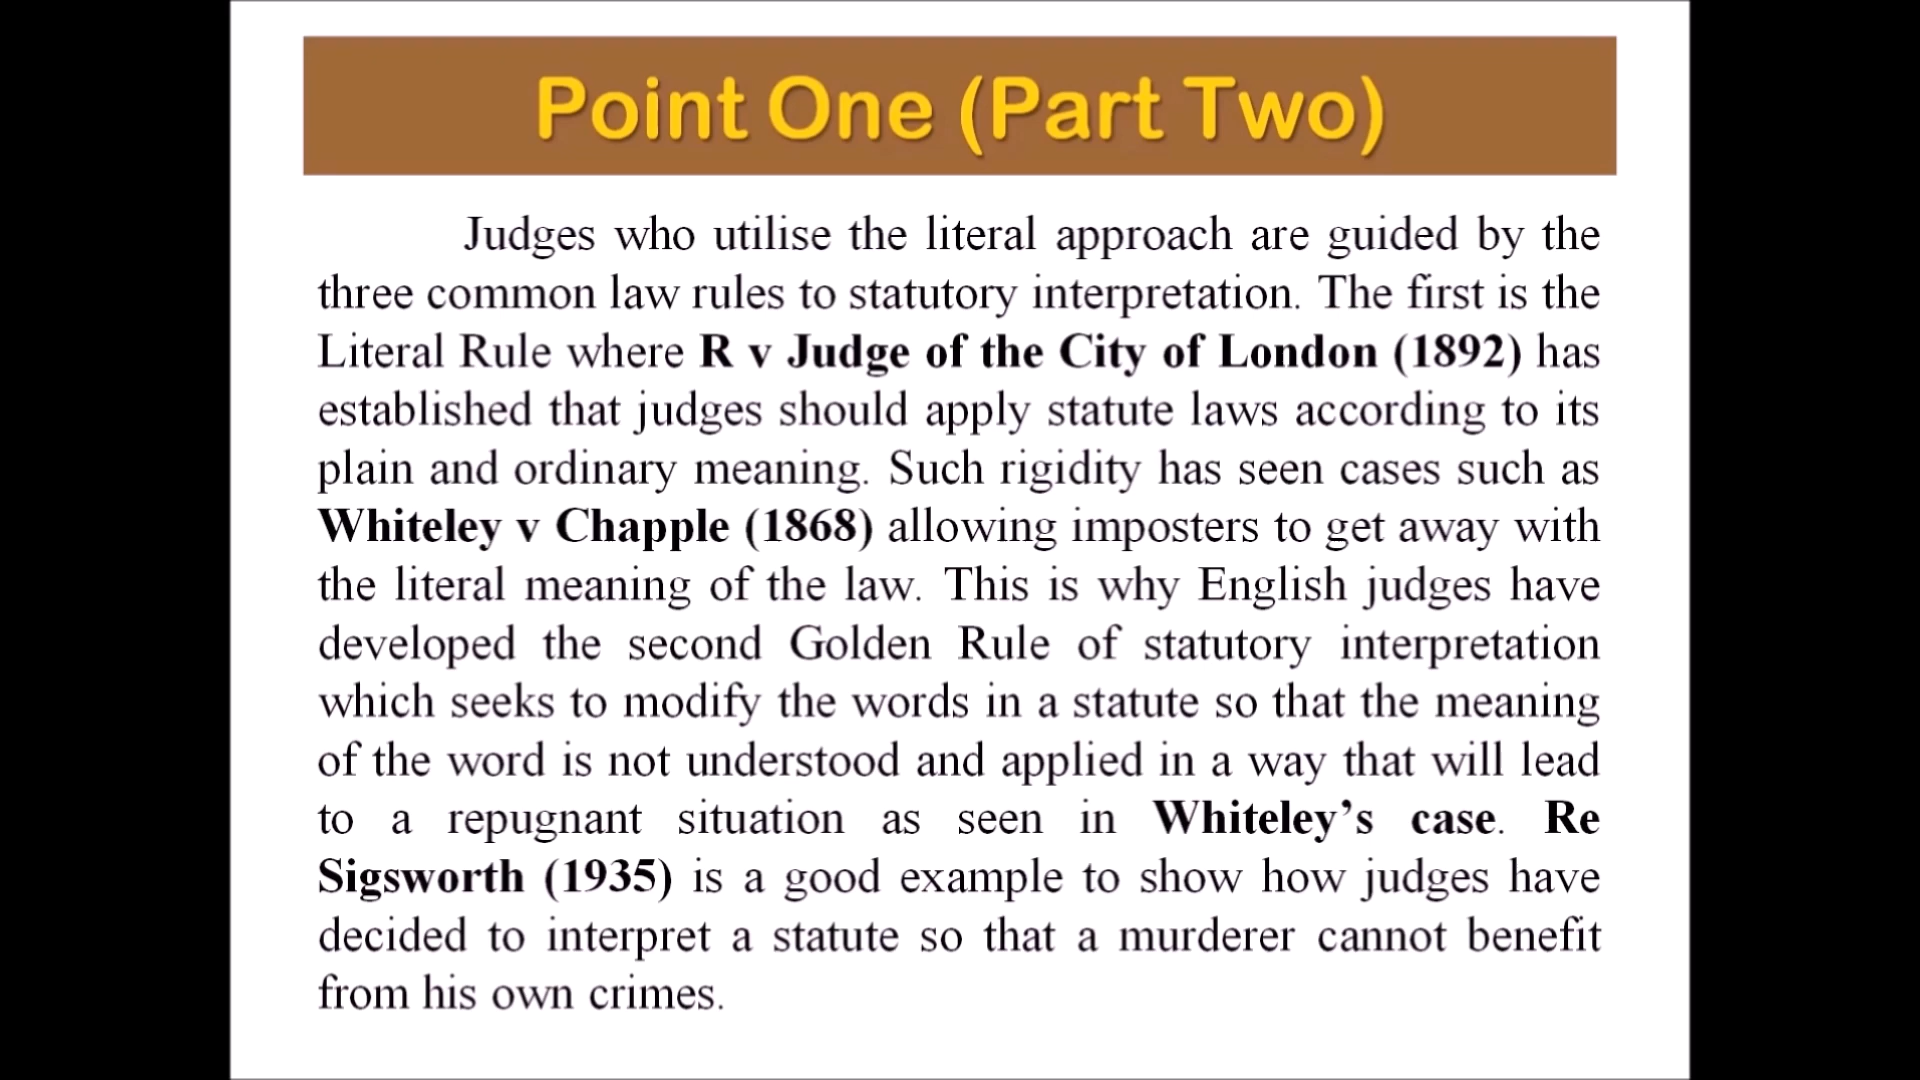 Point One (Part Two)
Judges who utilise the literal approach are guided by the
three common law rules to statutory interpretation. The first is the
Literal Rule where R v Judge of the City of London (1892) has
established that judges should apply statute laws according to its
plain and ordinary meaning. Such rigidity has seen cases such as
Whiteley v Chapple (1868) allowing imposters to get away with
the literal meaning of the law. This is why English judges have
developed the second Golden Rule of statutory interpretation
which seeks to modify the words in a statute so that the meaning
of the word is not understood and applied in a way that will lead
to a repugnant situation as seen in Whiteley’s case. Re
Sigsworth (1935) is a good example to show how judges have
decided to interpret a statute so that a murderer cannot benefit
from his own crimes.